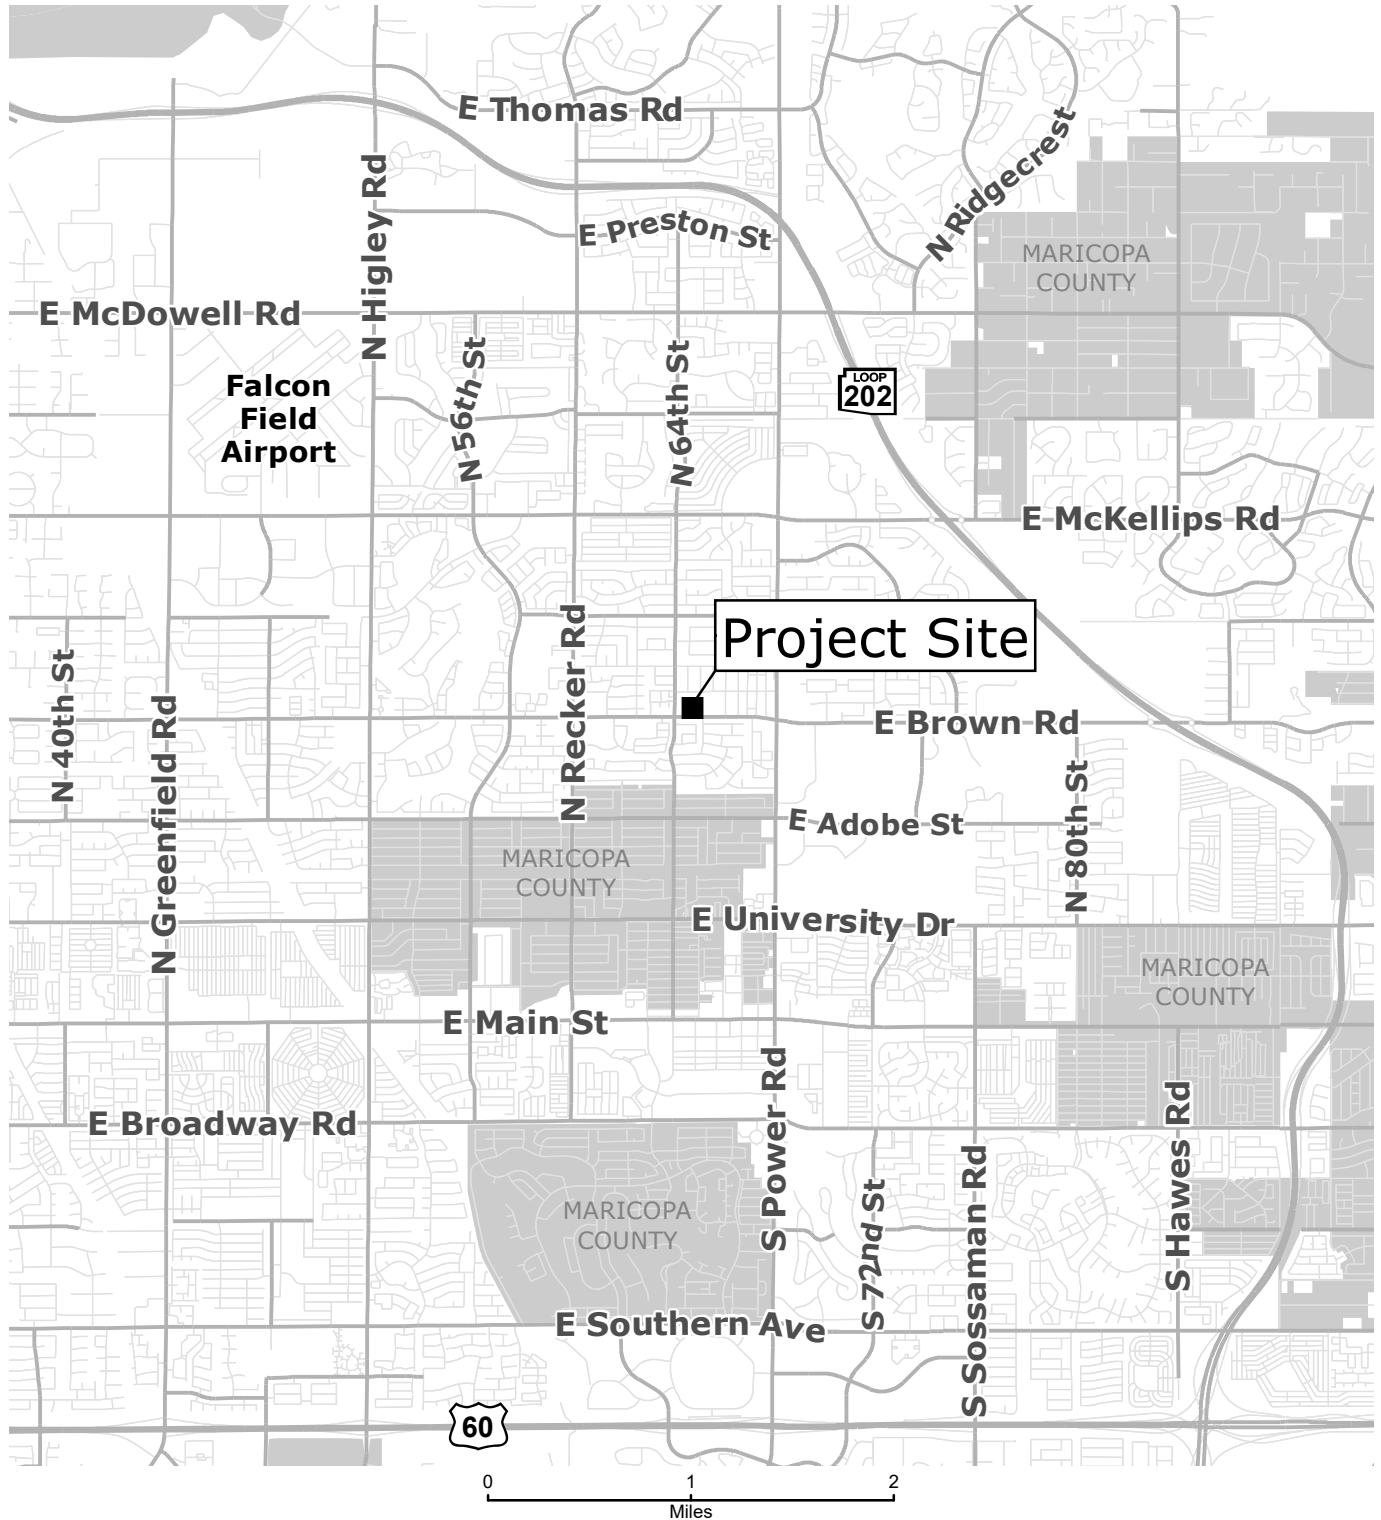 E Thomas Rd
N Ridgecrest
N Higley Rd
E Preston St
MARICOPA
COUNTY
E McDowell Rd
N 56th St
N 64th St
LOOP
202
Falcon
Field
Airport
E McKellips Rd
Project Site
N Recker Rd
N 40th St
N Greenfield Rd
E Brown Rd
N 80th St
E Adobe St
MARICOPA
COUNTY
E University Dr
MARICOPA
COUNTY
E Main St
S Power Rd
S Hawes Rd
E Broadway Rd
S 72nd St
S Sossaman Rd
MARICOPA
COUNTY
E Southern Ave
60
0 1 2
Miles